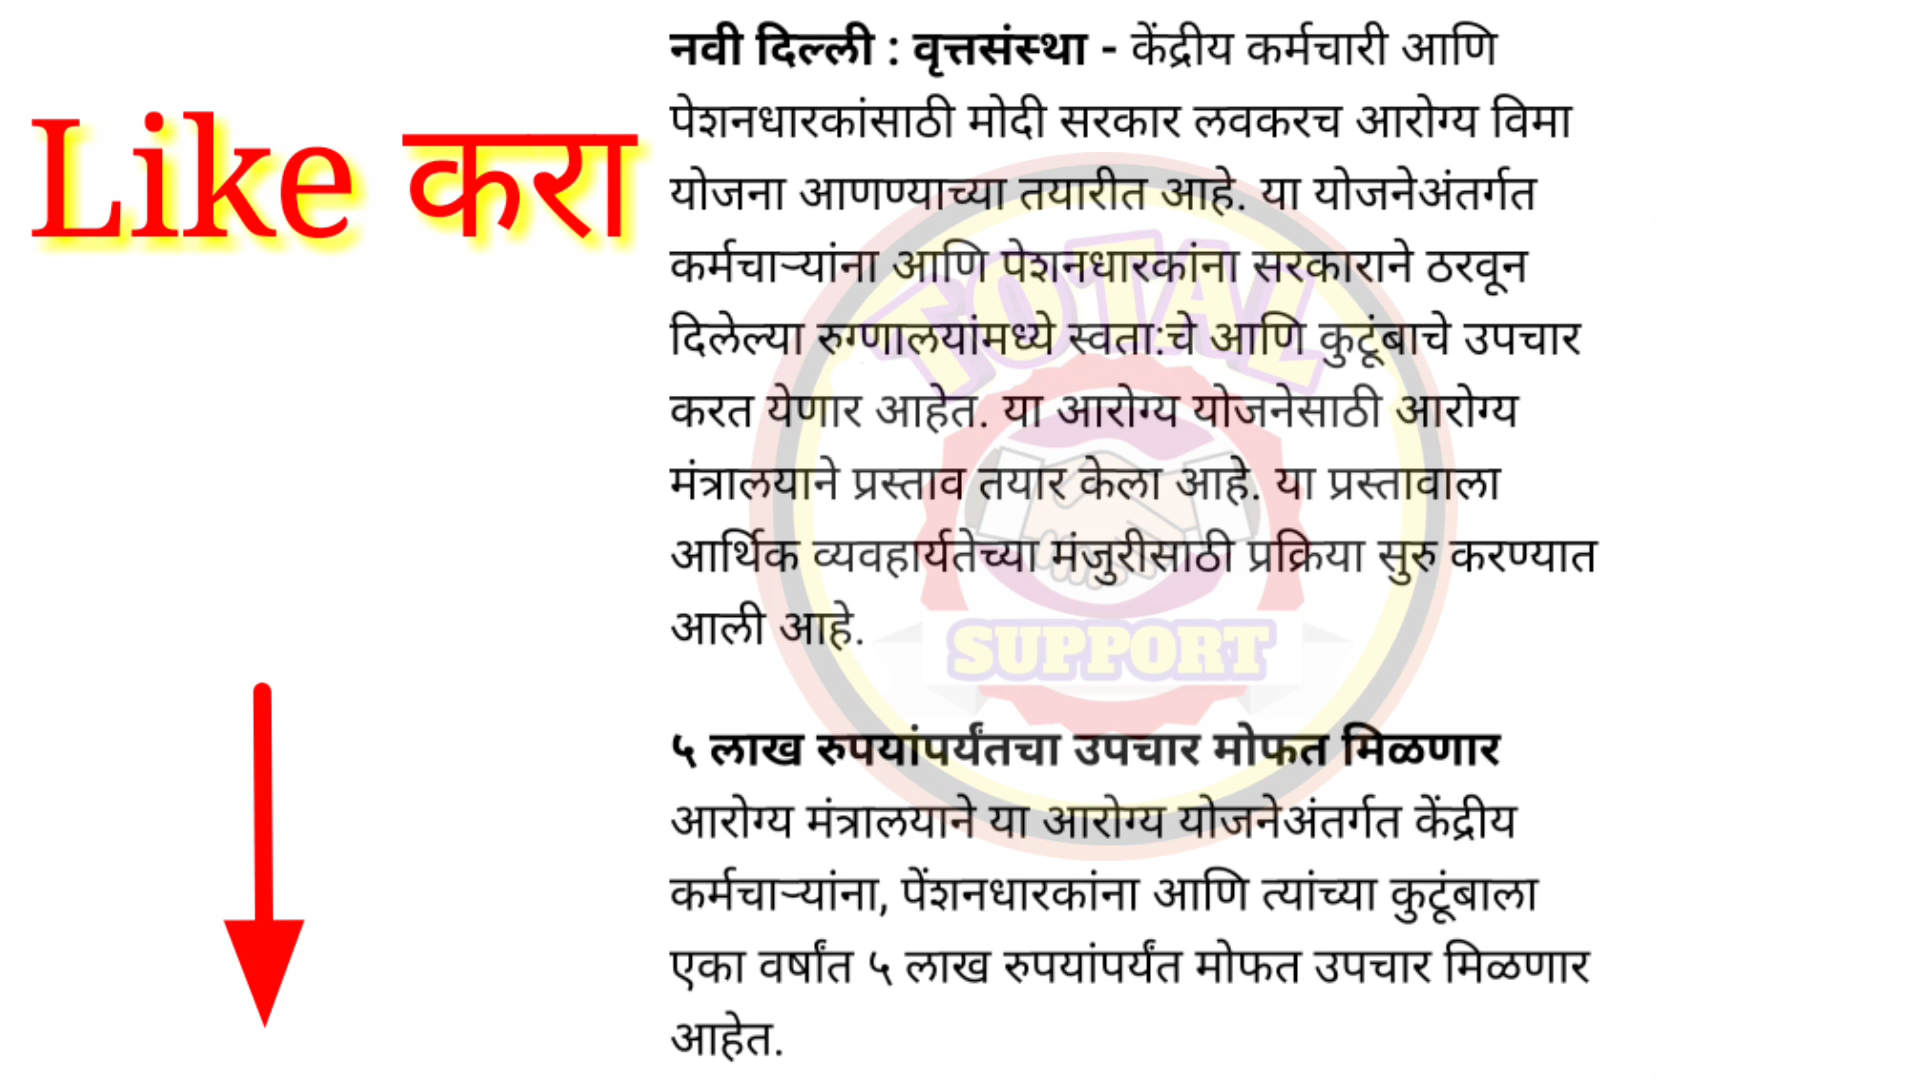 Like करा
नवी दिल्ली : वृत्तसंस्था - केंद्रीय कर्मचारी आणि
पेशनधारकांसाठी मोदी सरकार लवकरच आरोग्य विमा
योजना आणण्याच्या तयारीत आहे. या योजनेअंतर्गत
कर्मचाऱ्यांना आणि पेशनधारकांना सरकाराने ठरवून
दिलेल्या रुग्णालयांमध्ये स्वता:चे आणि कुटूंबाचे उपचार
करत येणार आहेत. या आरोग्य योजनेसाठी आरोग्य
मंत्रालयाने प्रस्ताव तयार केला आहे. या प्रस्तावाला
आर्थिक व्यवहार्यतेच्या मंजुरीसाठी प्रक्रिया सुरु करण्यात
आली आहे.
५ लाख रुपयांपर्यंतचा उपचार मोफत मिळणार
आरोग्य मंत्रालयाने या आरोग्य योजनेअंतर्गत केंद्रीय
कर्मचाऱ्यांना, पेंशनधारकांना आणि त्यांच्या कुटूंबाला
एका वर्षांत ५ लाख रुपयांपर्यंत मोफत उपचार मिळणार
आहेत.
TOTAL
SUPPORT